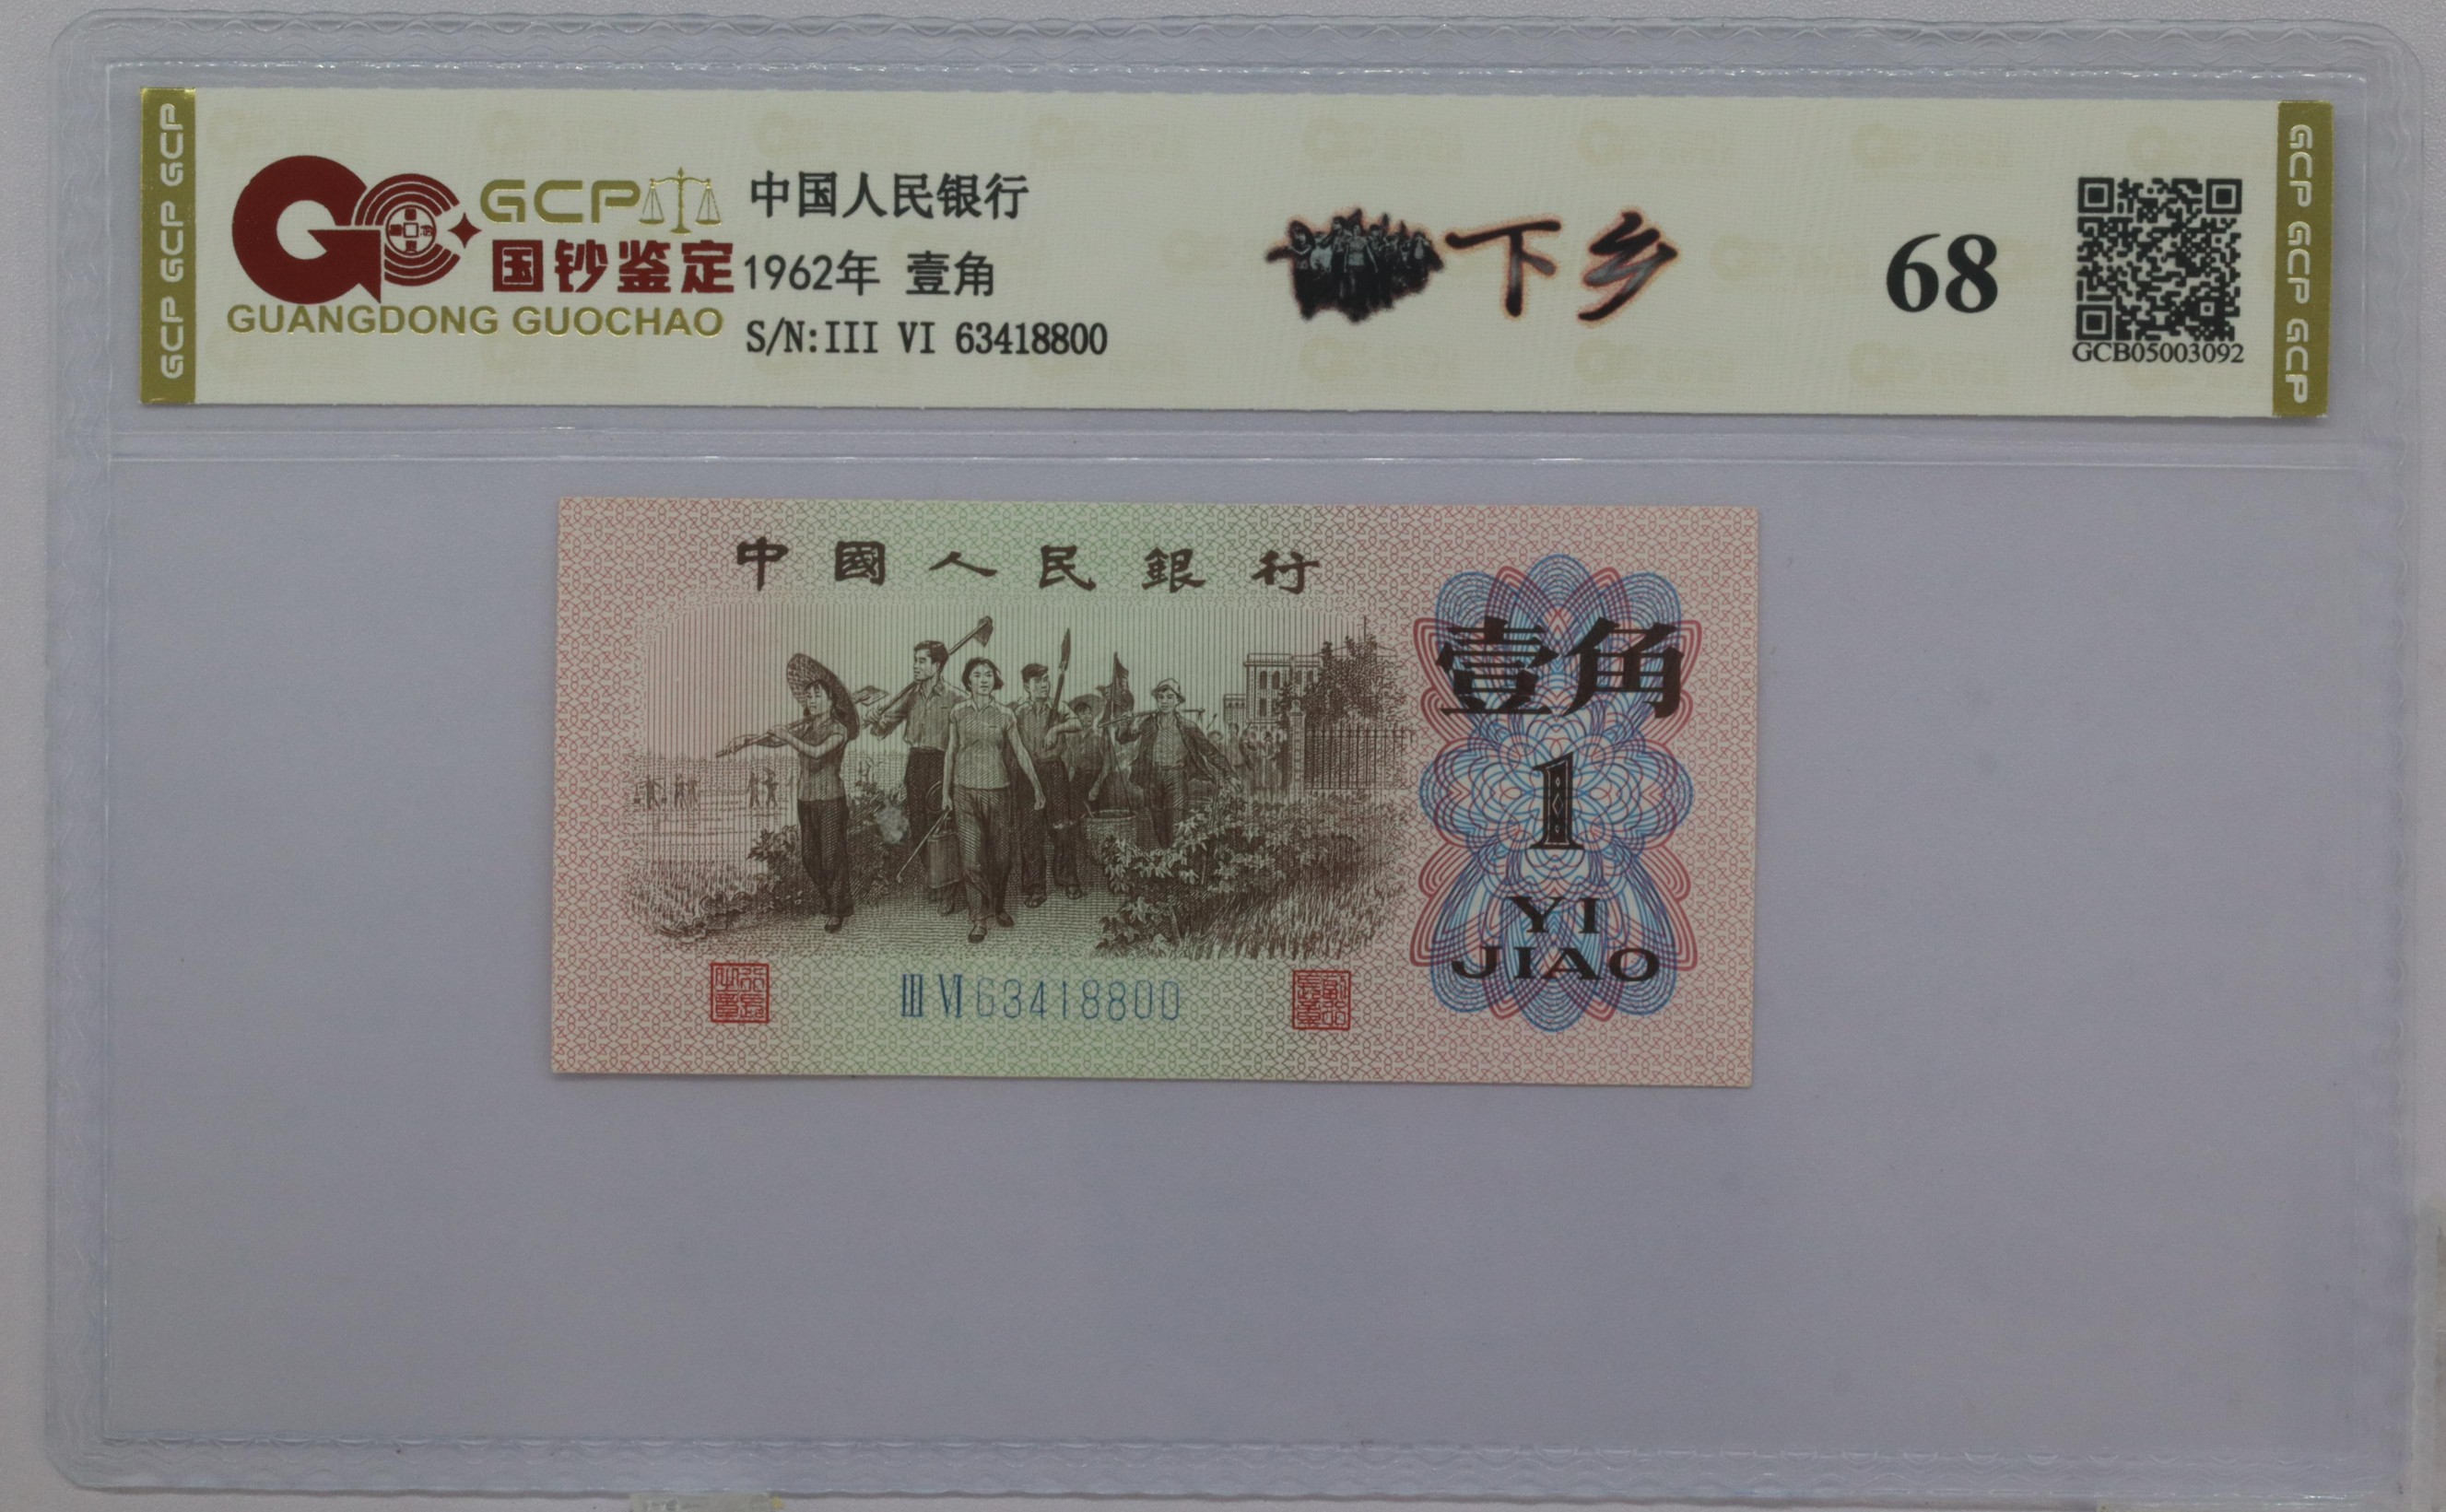 GCP GCP GCP
GCP
国钞鉴定
GUANGDONG GUOCHAO
中国人民银行
1962年 壹角
S/N:III VI 63418800
下乡
68
GCB05003092
GCP GCP GCP
中國人民銀行
壹角
1
YI
JIAO
III VI 63418800